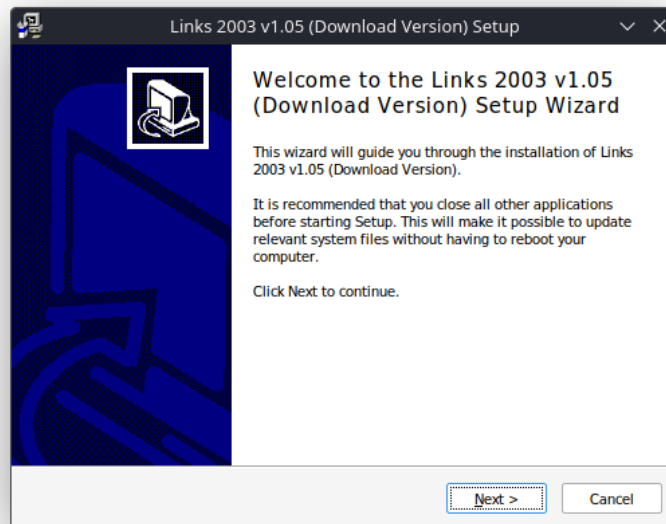 Links 2003 v1.05 (Download Version) Setup
Welcome to the Links 2003 v1.05
(Download Version) Setup Wizard
This wizard will guide you through the installation of Links
2003 v1.05 (Download Version).
It is recommended that you close all other applications
before starting Setup. This will make it possible to update
relevant system files without having to reboot your
computer.
Click Next to continue.
Next >
Cancel